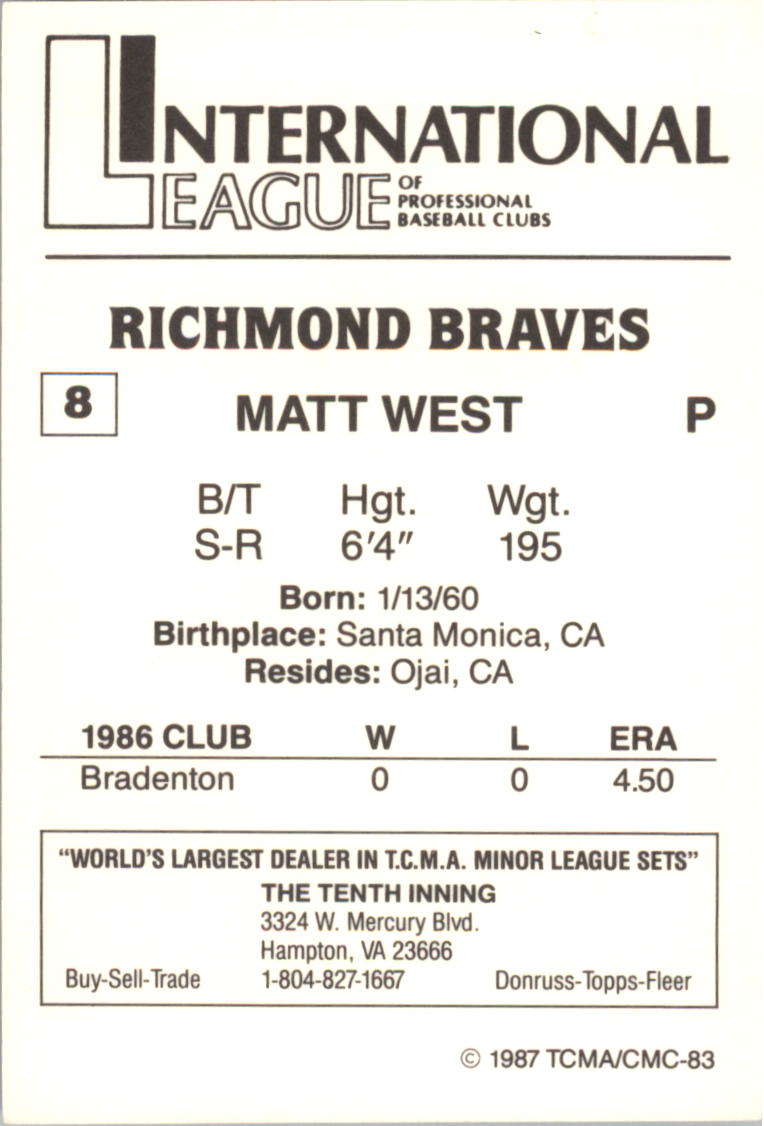 INTERNATIONAL
LEAGUE OF
PROFESSIONAL
BASEBALL CLUBS
RICHMOND BRAVES
8 MATT WEST P
B/T Hgt. Wgt.
S-R 6'4" 195
Born: 1/13/60
Birthplace: Santa Monica, CA
Resides: Ojai, CA
1986 CLUB W L ERA
Bradenton 0 0 4.50
"WORLD'S LARGEST DEALER IN T.C.M.A. MINOR LEAGUE SETS"
THE TENTH INNING
3324 W. Mercury Blvd.
Hampton, VA 23666
Buy-Sell-Trade 1-804-827-1667 Donruss-Topps-Fleer
© 1987 TCMA/CMC-83